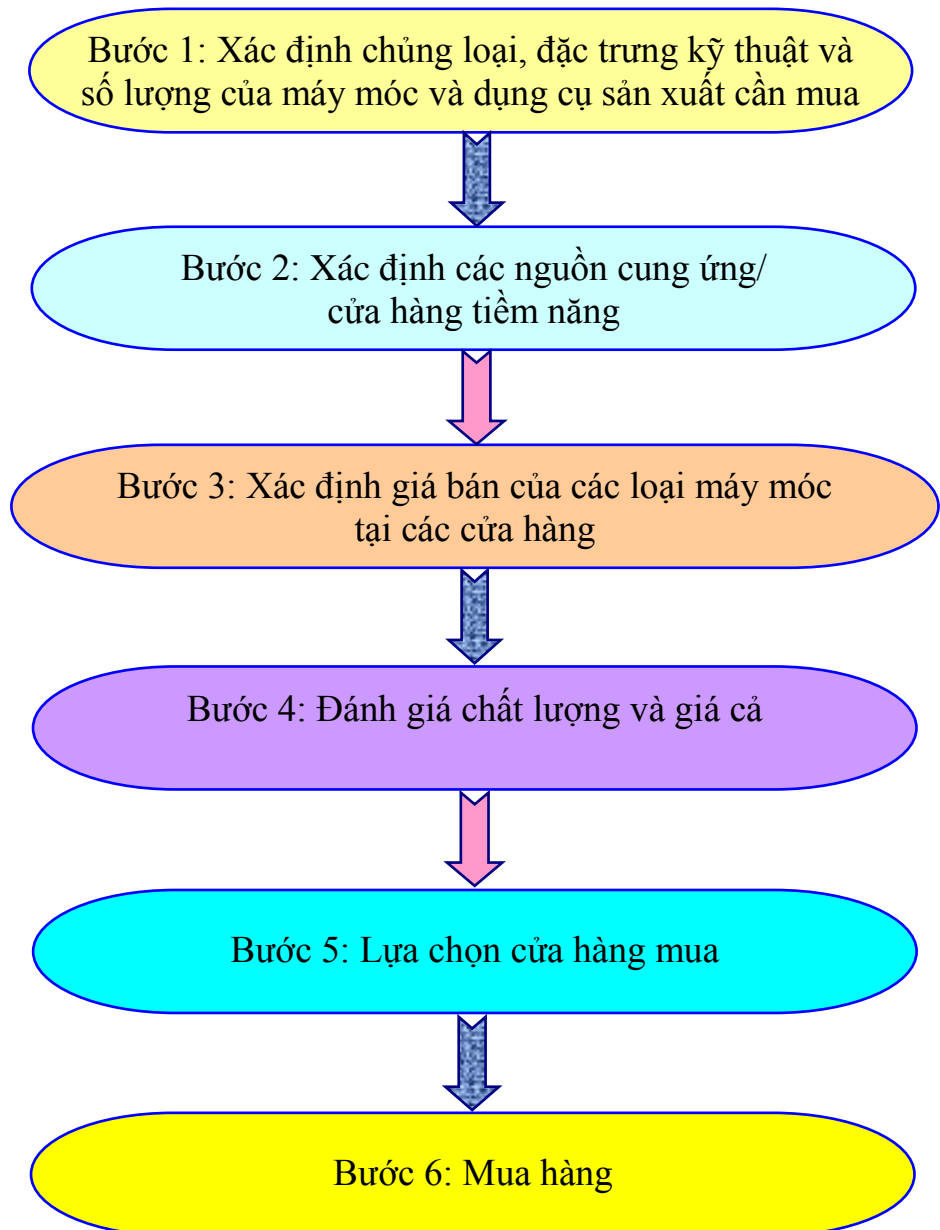 Bước 1: Xác định chủng loại, đặc trưng kỹ thuật và
số lượng của máy móc và dụng cụ sản xuất cần mua
Bước 2: Xác định các nguồn cung ứng/
cửa hàng tiềm năng
Bước 3: Xác định giá bán của các loại máy móc
tại các cửa hàng
Bước 4: Đánh giá chất lượng và giá cả
Bước 5: Lựa chọn cửa hàng mua
Bước 6: Mua hàng